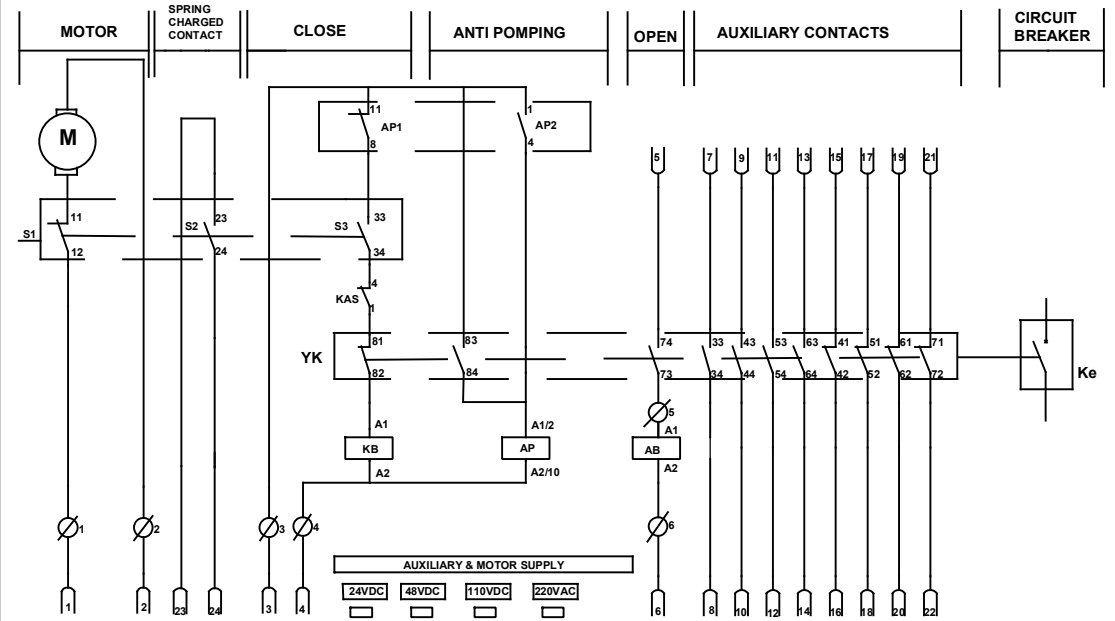 MOTOR
SPRING
CHARGED
CONTACT
CLOSE
ANTI POMPING
OPEN
AUXILIARY CONTACTS
CIRCUIT
BREAKER
11
AP1
8
1
AP2
4
M
5
7
9
11
13
15
17
19
21
S1
11
12
S2
23
24
S3
33
34
KAS
4
1
YK
81
82
83
84
74
73
33
34
43
44
53
54
63
64
41
42
51
52
61
62
71
72
Ke
5
A1
KB
A2
A1/2
AP
A2/10
A1
AB
A2
1
2
3
4
6
AUXILIARY & MOTOR SUPPLY
24VDC
48VDC
110VDC
220VAC
1
2
23
24
3
4
6
8
10
12
14
16
18
20
22